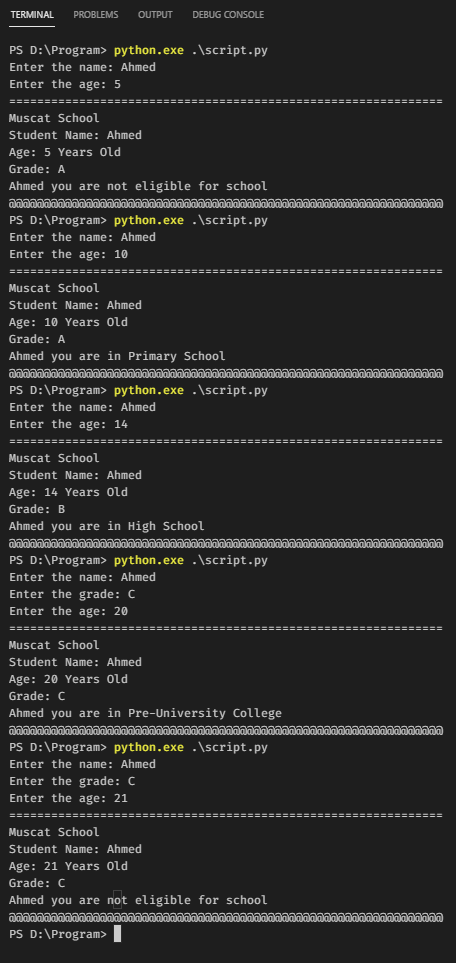 TERMINAL PROBLEMS OUTPUT DEBUG CONSOLE
PS D:\Program> python.exe .\script.py
Enter the name: Ahmed
Enter the age: 5
==============================================================
Muscat School
Student Name: Ahmed
Age: 5 Years Old
Grade: A
Ahmed you are not eligible for school
@@@@@@@@@@@@@@@@@@@@@@@@@@@@@@@@@@@@@@@@@@@@@@@@@@@@@@@@@@@@@@
PS D:\Program> python.exe .\script.py
Enter the name: Ahmed
Enter the age: 10
==============================================================
Muscat School
Student Name: Ahmed
Age: 10 Years Old
Grade: A
Ahmed you are in Primary School
@@@@@@@@@@@@@@@@@@@@@@@@@@@@@@@@@@@@@@@@@@@@@@@@@@@@@@@@@@@@@@
PS D:\Program> python.exe .\script.py
Enter the name: Ahmed
Enter the age: 14
==============================================================
Muscat School
Student Name: Ahmed
Age: 14 Years Old
Grade: B
Ahmed you are in High School
@@@@@@@@@@@@@@@@@@@@@@@@@@@@@@@@@@@@@@@@@@@@@@@@@@@@@@@@@@@@@@
PS D:\Program> python.exe .\script.py
Enter the name: Ahmed
Enter the grade: C
Enter the age: 20
==============================================================
Muscat School
Student Name: Ahmed
Age: 20 Years Old
Grade: C
Ahmed you are in Pre-University College
@@@@@@@@@@@@@@@@@@@@@@@@@@@@@@@@@@@@@@@@@@@@@@@@@@@@@@@@@@@@@@
PS D:\Program> python.exe .\script.py
Enter the name: Ahmed
Enter the grade: C
Enter the age: 21
==============================================================
Muscat School
Student Name: Ahmed
Age: 21 Years Old
Grade: C
Ahmed you are not eligible for school
@@@@@@@@@@@@@@@@@@@@@@@@@@@@@@@@@@@@@@@@@@@@@@@@@@@@@@@@@@@@@@
PS D:\Program>